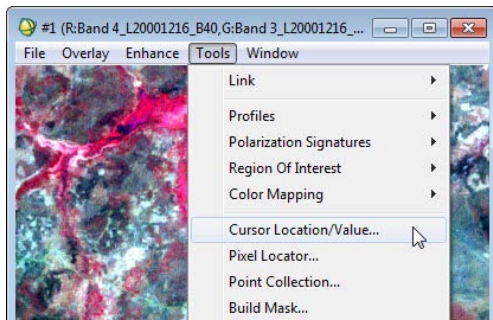 #1 (R:Band 4_L20001216_B40,G:Band 3_L20001216_...
File Overlay Enhance Tools Window
Link
Profiles
Polarization Signatures
Region Of Interest
Color Mapping
Cursor Location/Value...
Pixel Locator...
Point Collection...
Build Mask...